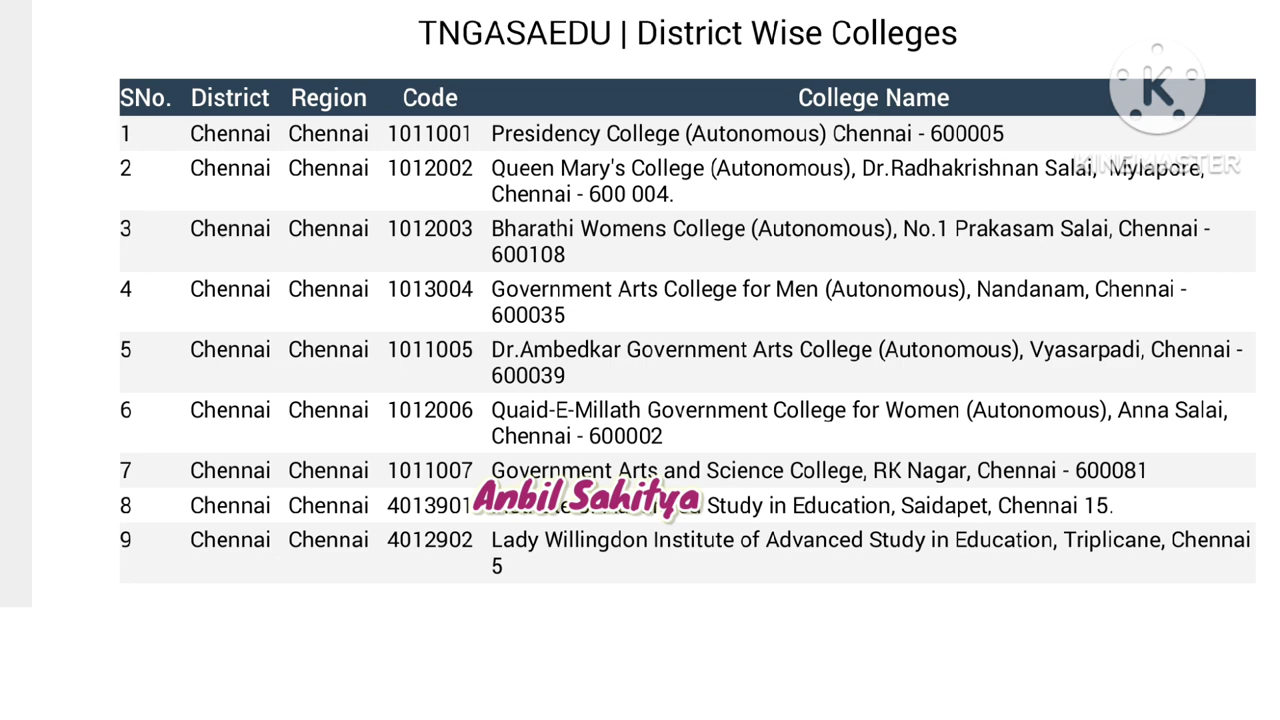 TNGASAEDU | District Wise Colleges
SNo. District Region Code College Name
K
KINEMASTER
1 Chennai Chennai 1011001 Presidency College (Autonomous) Chennai - 600005
2 Chennai Chennai 1012002 Queen Mary's College (Autonomous), Dr.Radhakrishnan Salai, Mylapore,
Chennai - 600 004.
3 Chennai Chennai 1012003 Bharathi Womens College (Autonomous), No.1 Prakasam Salai, Chennai -
600108
4 Chennai Chennai 1013004 Government Arts College for Men (Autonomous), Nandanam, Chennai -
600035
5 Chennai Chennai 1011005 Dr.Ambedkar Government Arts College (Autonomous), Vyasarpadi, Chennai -
600039
6 Chennai Chennai 1012006 Quaid-E-Millath Government College for Women (Autonomous), Anna Salai,
Chennai - 600002
7 Chennai Chennai 1011007 Government Arts and Science College, RK Nagar, Chennai - 600081
Anbil Sahitya
8 Chennai Chennai 4013901 Study in Education, Saidapet, Chennai 15.
9 Chennai Chennai 4012902 Lady Willingdon Institute of Advanced Study in Education, Triplicane, Chennai
5